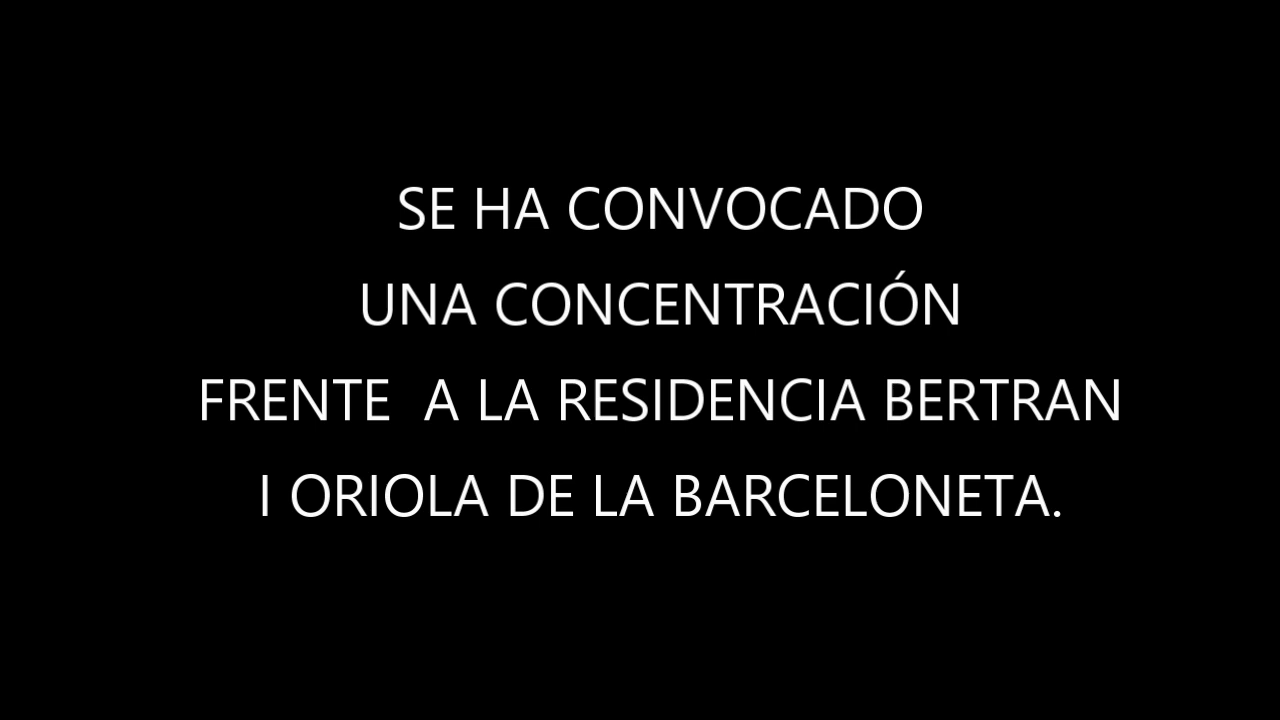 SE HA CONVOCADO
UNA CONCENTRACIÓN
FRENTE  A LA RESIDENCIA BERTRAN
I ORIOLA DE LA BARCELONETA.